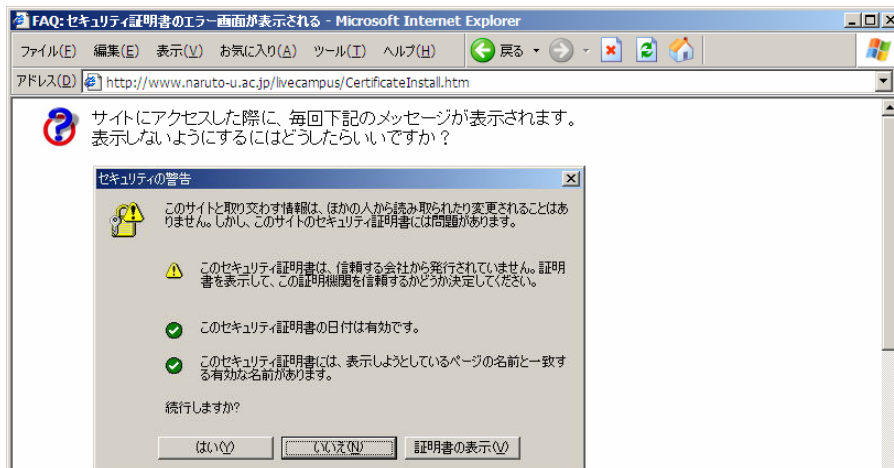 FAQ: セキュリティ証明書のエラー画面が表示される - Microsoft Internet Explorer
ファイル(F) 編集(E) 表示(V) お気に入り(A) ツール(T) ヘルプ(H) 戻る
アドレス(D) http://www.naruto-u.ac.jp/livecampus/CertificateInstall.htm
サイトにアクセスした際に、毎回下記のメッセージが表示されます。
表示しないようにするにはどうしたらいいですか？
セキュリティの警告
このサイトと取り交わす情報は、ほかの人から読み取られたり変更されることはあ
りません。しかし、このサイトのセキュリティ証明書には問題があります。
このセキュリティ証明書は、信頼する会社から発行されていません。証明
書を表示して、この証明機関を信頼するかどうか決定してください。
このセキュリティ証明書の日付は有効です。
このセキュリティ証明書には、表示しようとしているページの名前と一致す
る有効な名前があります。
続行しますか?
はい(Y) いいえ(N) 証明書の表示(V)